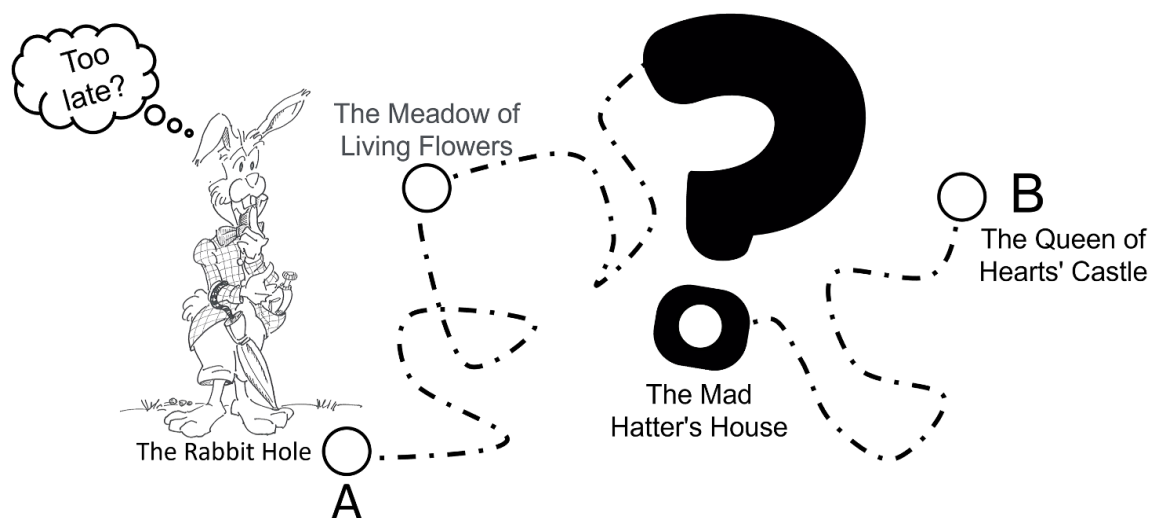 Too
late?
The Meadow of
Living Flowers
B
The Queen of
Hearts' Castle
The Mad
Hatter's House
The Rabbit Hole
A